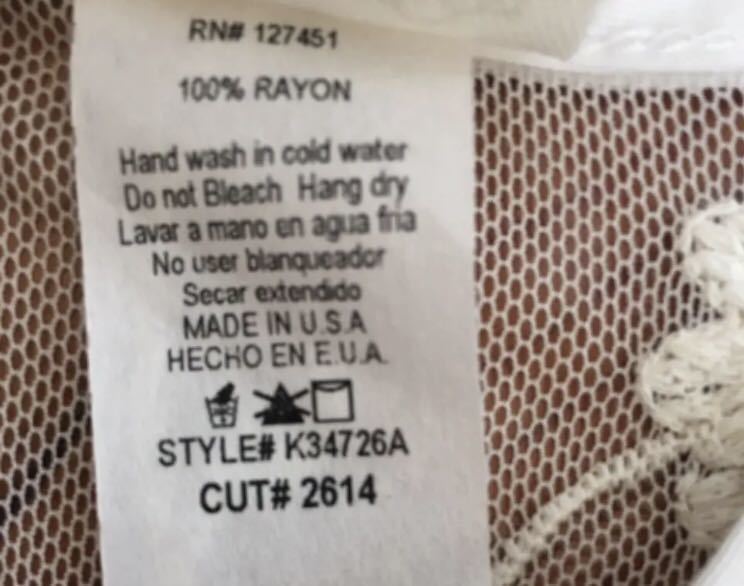 RN# 127451
100% RAYON
Hand wash in cold water
Do not Bleach Hang dry
Lavar a mano en agua fria
No user blanqueador
Secar extendido
MADE IN U.S.A
HECHO EN E.U.A.
STYLE# K34726A
CUT# 2614